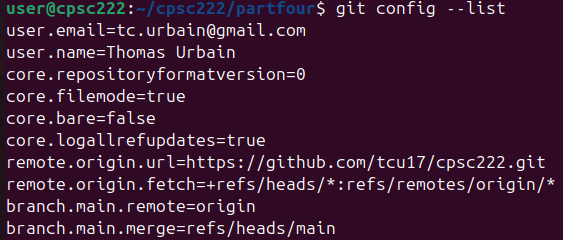 user@cpsc222:~/cpsc222/partfour$ git config --list
user.email=tc.urbain@gmail.com
user.name=Thomas Urbain
core.repositoryformatversion=0
core.filemode=true
core.bare=false
core.logallrefupdates=true
remote.origin.url=https://github.com/tcu17/cpsc222.git
remote.origin.fetch=+refs/heads/*:refs/remotes/origin/*
branch.main.remote=origin
branch.main.merge=refs/heads/main